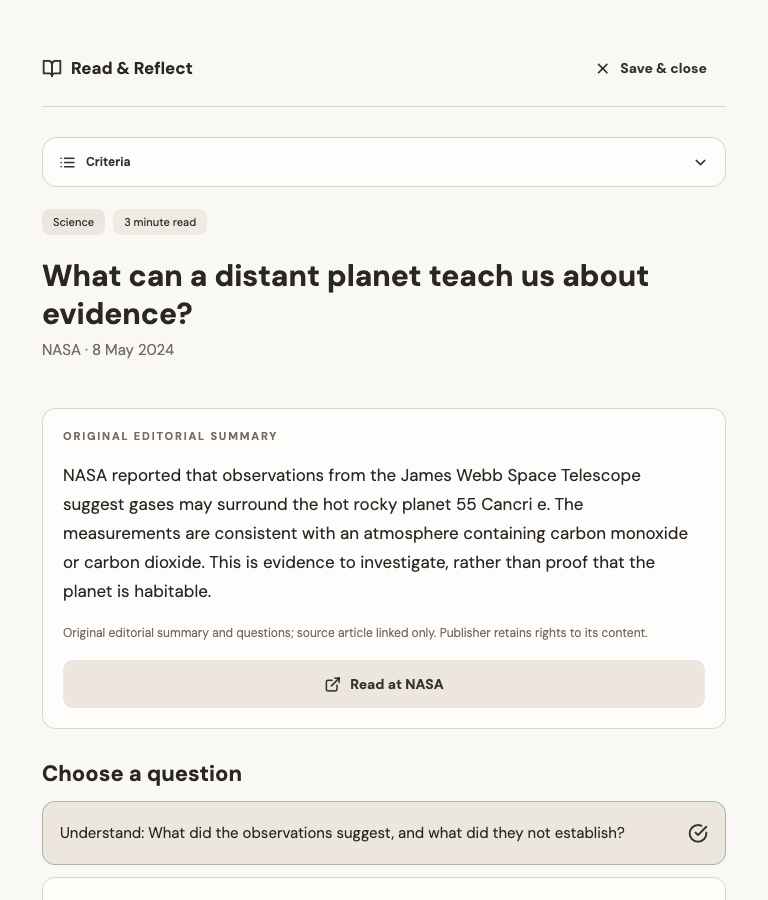 Read & Reflect
Save & close
Criteria
Science
3 minute read
What can a distant planet teach us about
evidence?
NASA · 8 May 2024
ORIGINAL EDITORIAL SUMMARY
NASA reported that observations from the James Webb Space Telescope
suggest gases may surround the hot rocky planet 55 Cancri e. The
measurements are consistent with an atmosphere containing carbon monoxide
or carbon dioxide. This is evidence to investigate, rather than proof that the
planet is habitable.
Original editorial summary and questions; source article linked only. Publisher retains rights to its content.
Read at NASA
Choose a question
Understand: What did the observations suggest, and what did they not establish?